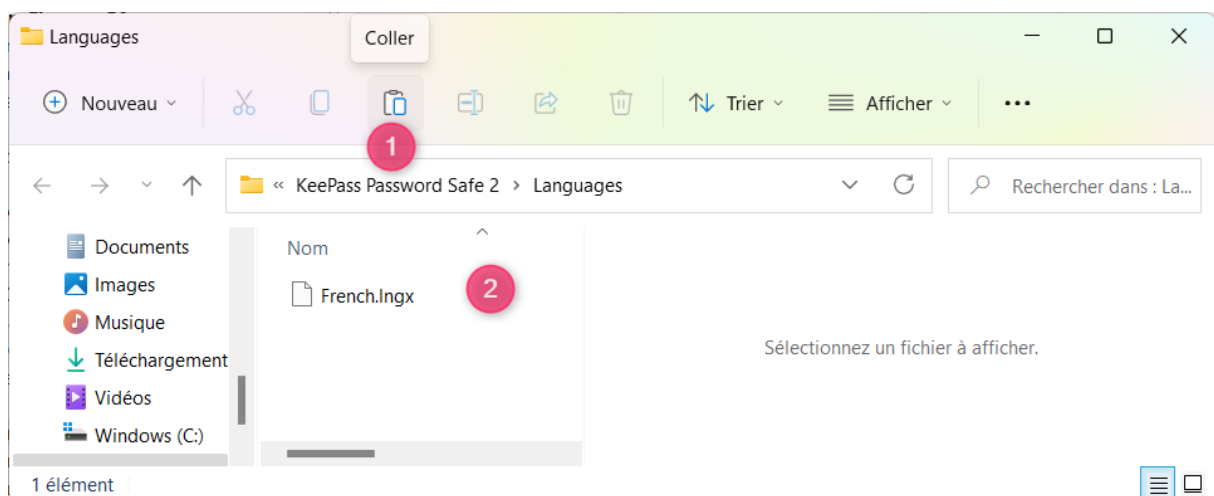 Languages
Coller
Nouveau
Trier
Afficher
1
« KeePass Password Safe 2 > Languages
Rechercher dans : La...
Documents
Images
Musique
Téléchargement
Vidéos
Windows (C:)
Nom
French.lngx
2
Sélectionnez un fichier à afficher.
1 élément